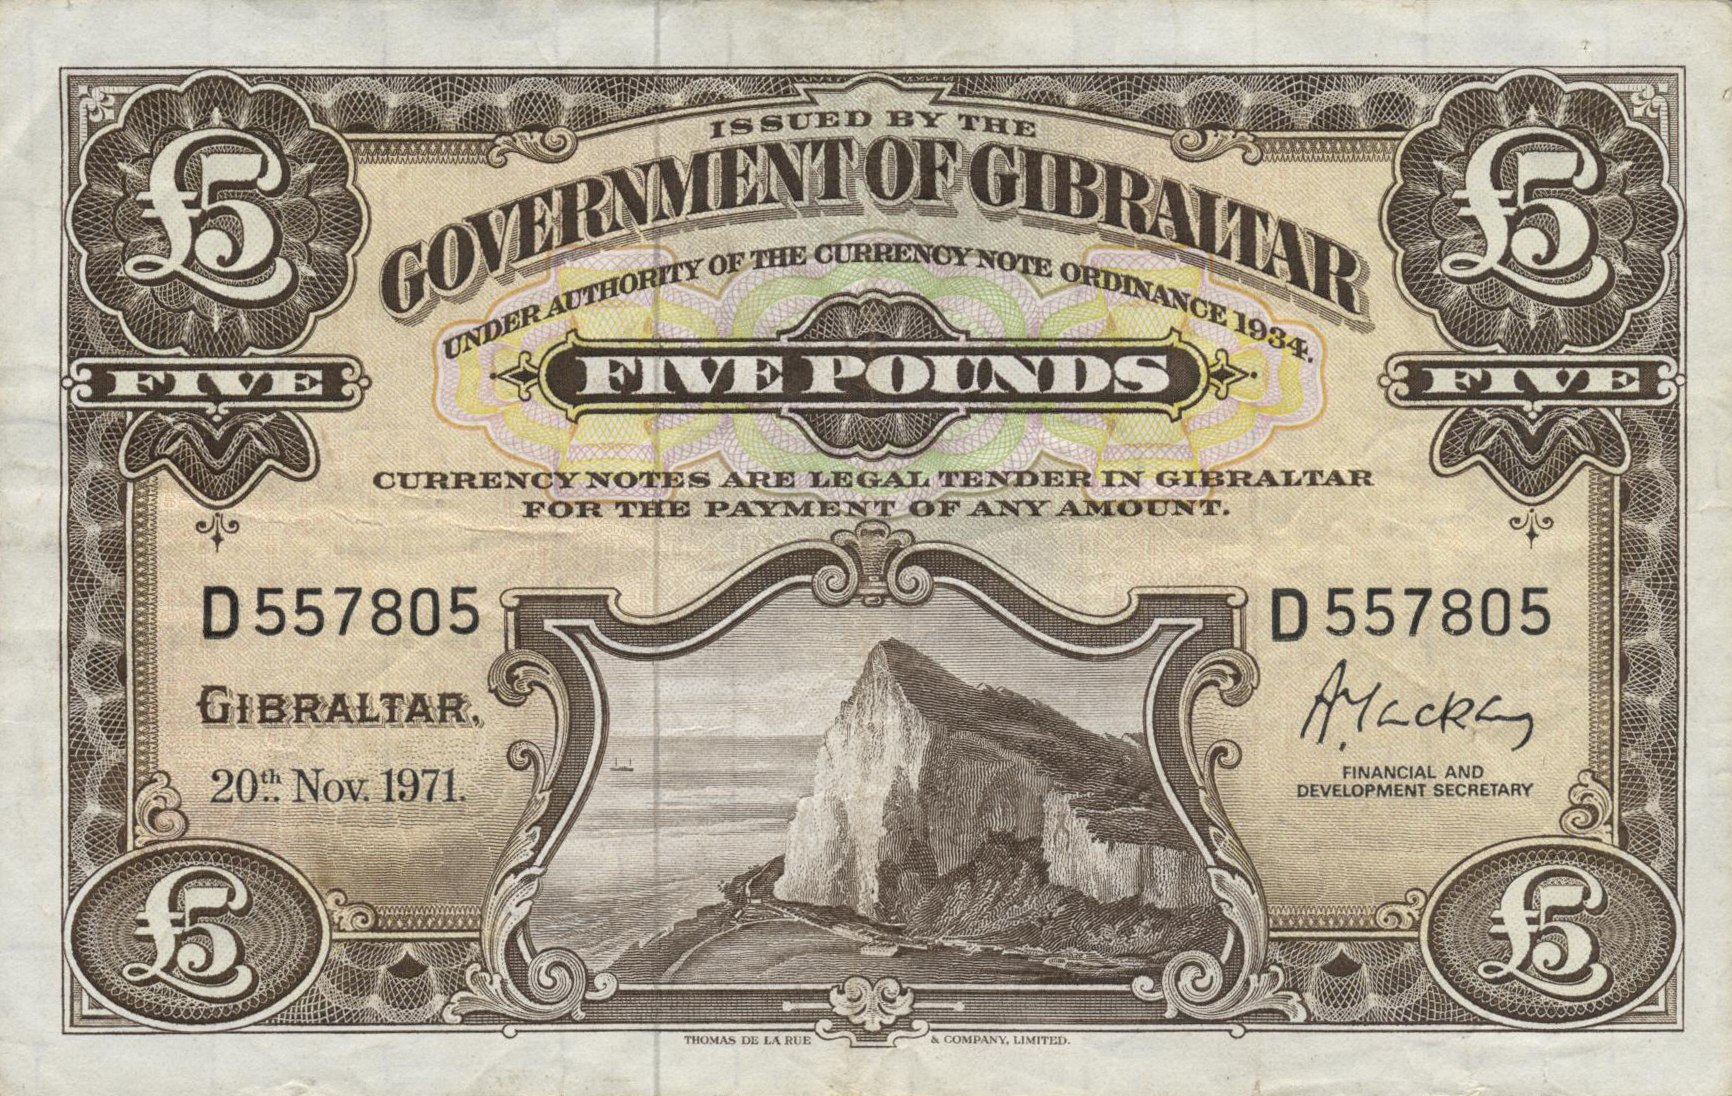 £5
£5
ISSUED BY THE
GOVERNMENT OF GIBRALTAR
UNDER AUTHORITY OF THE CURRENCY NOTE ORDINANCE 1934.
FIVE
FIVE POUNDS
FIVE
CURRENCY NOTES ARE LEGAL TENDER IN GIBRALTAR
FOR THE PAYMENT OF ANY AMOUNT.
D557805
D557805
GIBRALTAR,
20th. Nov. 1971.
A. Mackay
FINANCIAL AND
DEVELOPMENT SECRETARY
£5
£5
THOMAS DE LA RUE & COMPANY, LIMITED.